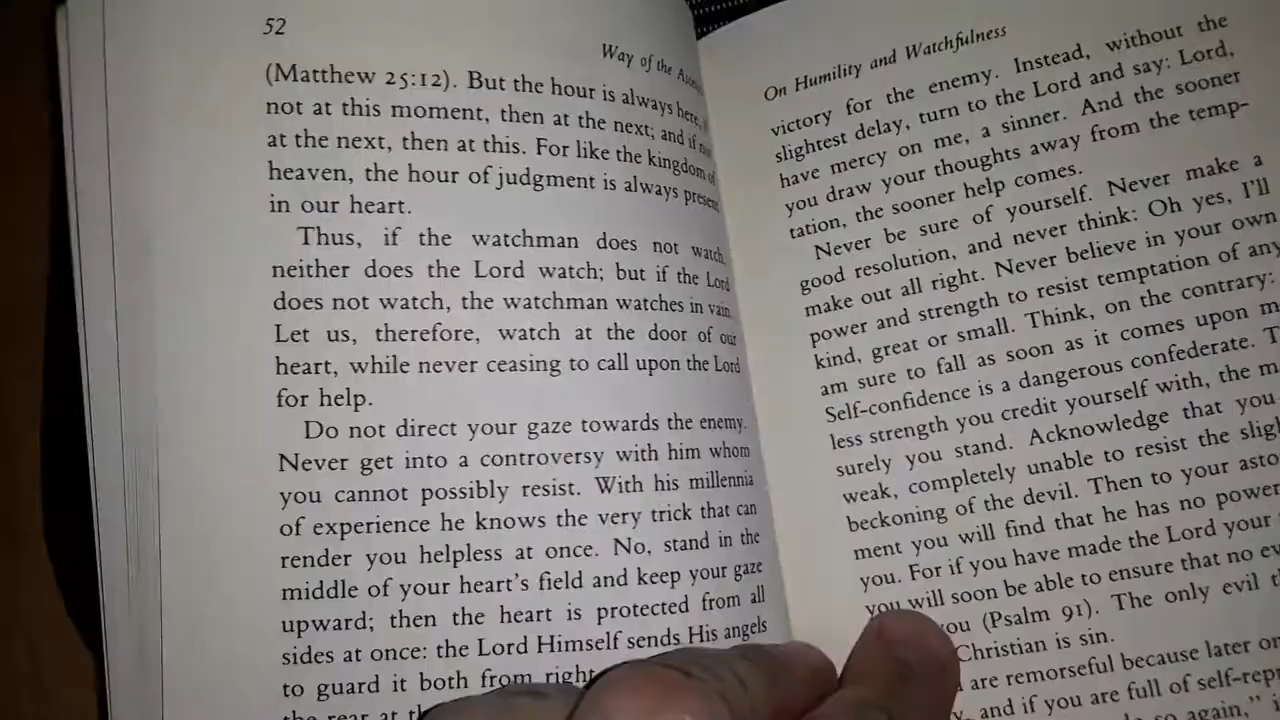 52
Way of the
(Matthew 25:12). But the hour is always here,
not at this moment, then at the next; and if
at the next, then at this. For like the kingdom of
heaven, the hour of judgment is always
in our heart.
Thus, if the watchman does not watch,
neither does the Lord watch; but if the Lord
does not watch, the watchman watches in vain.
Let us, therefore, watch at the door of our
heart, while never ceasing to call upon the Lord
for help.
Do not direct your gaze towards the enemy.
Never get into a controversy with him whom
you cannot possibly resist. With his millennia
of experience he knows the very trick that can
render you helpless at once. No, stand in the
middle of your heart's field and keep your gaze
upward; then the heart is protected from all
sides at once: the Lord Himself sends His angels
to guard it both from right
the rear at
On Humility and Watchfulness
victory for the enemy. Instead, without the
slightest delay, turn to the Lord and say: Lord,
have mercy on me, a sinner. And the sooner
you draw your thoughts away from the temp-
tation, the sooner help comes.
Never be sure of yourself. Never make a
good resolution, and never think: Oh yes, I'll
make out all right. Never believe in your own
power and strength to resist temptation of any
kind, great or small. Think, on the contrary:
am sure to fall as soon as it comes upon
Self-confidence is a dangerous confederate.
less strength you credit yourself with, the
surely you stand. Acknowledge that you
weak, completely unable to resist the
beckoning of the devil. Then to your
ment you will find that he has no power
you. For if you have made the Lord your
you will soon be able to ensure that no
you (Psalm 91). The only evil
Christian is sin.
are remorseful because later
and if you are full of
so again,"